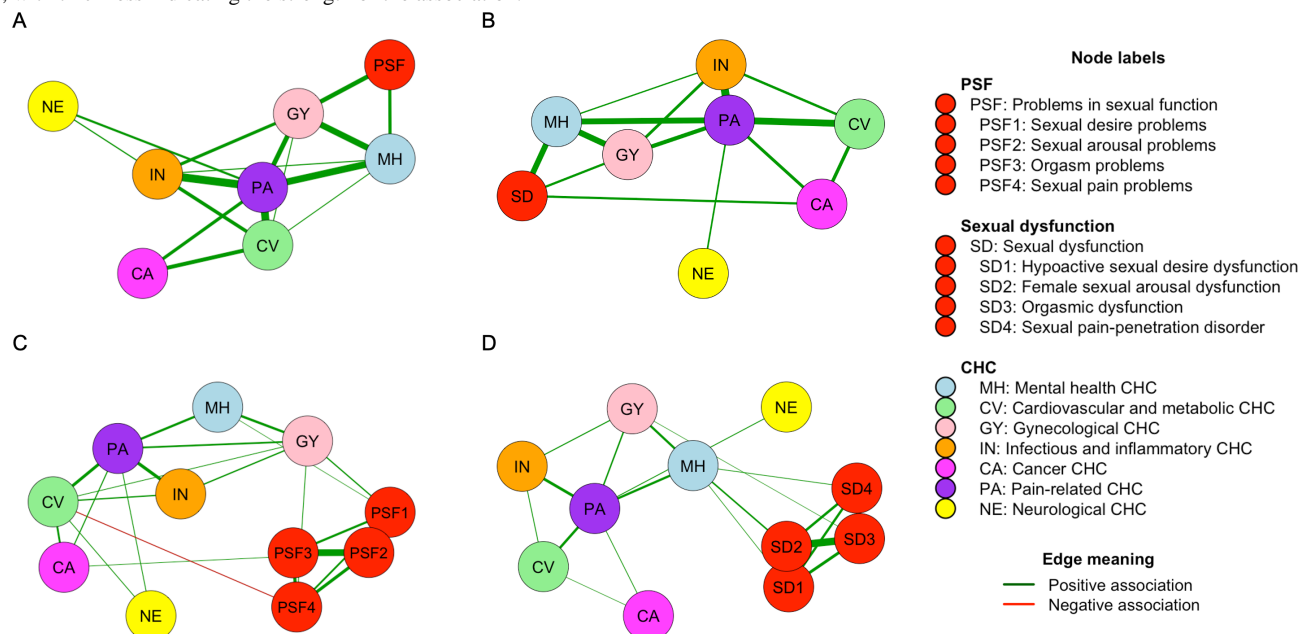 A
B
PSF
NE
GY
MH
IN
PA
CV
CA
IN
MH
PA
CV
GY
SD
CA
NE
Node labels
PSF
PSF: Problems in sexual function
PSF1: Sexual desire problems
PSF2: Sexual arousal problems
PSF3: Orgasm problems
PSF4: Sexual pain problems
Sexual dysfunction
SD: Sexual dysfunction
SD1: Hypoactive sexual desire dysfunction
SD2: Female sexual arousal dysfunction
SD3: Orgasmic dysfunction
SD4: Sexual pain-penetration disorder
CHC
MH: Mental health CHC
CV: Cardiovascular and metabolic CHC
GY: Gynecological CHC
IN: Infectious and inflammatory CHC
CA: Cancer CHC
PA: Pain-related CHC
NE: Neurological CHC
Edge meaning
Positive association
Negative association
C
D
MH
GY
PA
IN
CV
PSF1
PSF3
PSF2
CA
PSF4
NE
GY
NE
IN
MH
SD4
PA
SD3
SD2
CV
SD1
CA